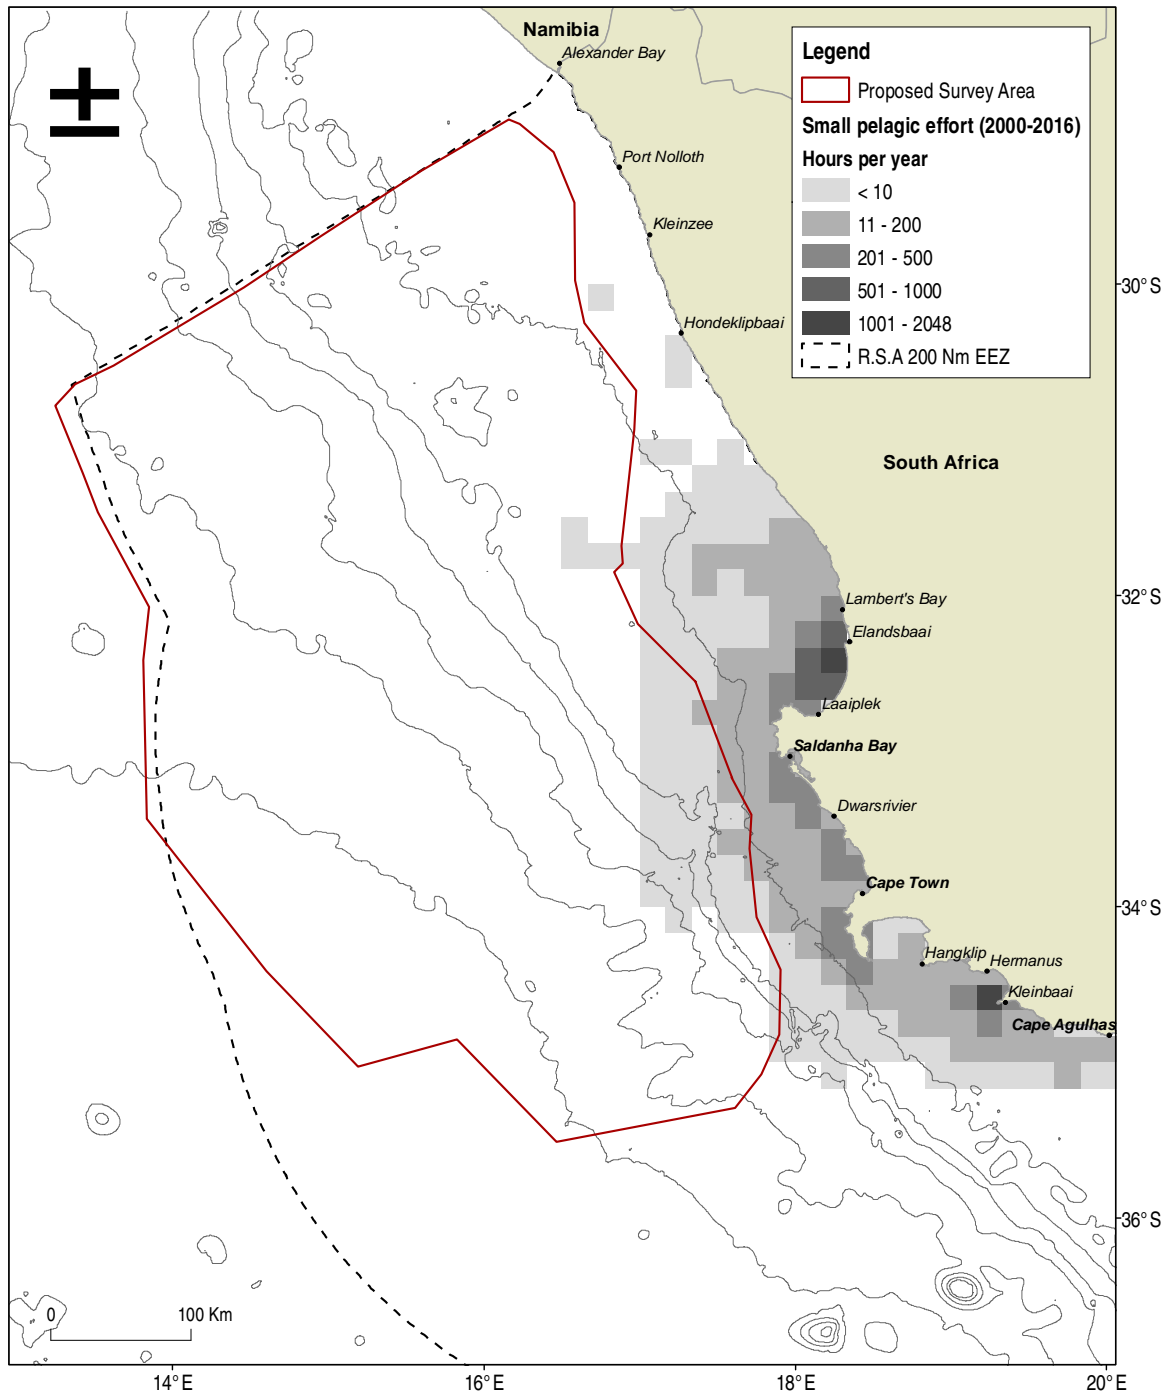 Namibia
Alexander Bay
Port Nolloth
Kleinzee
Hondeklipbaai
Legend
Proposed Survey Area
Small pelagic effort (2000-2016)
Hours per year
< 10
11 - 200
201 - 500
501 - 1000
1001 - 2048
R.S.A 200 Nm EEZ
30°S
South Africa
32°S
Lambert's Bay
Elandsbaai
Laaiplek
Saldanha Bay
Dwarsrivier
Cape Town
34°S
Hangklip
Hermanus
Kleinbaai
Cape Agulhas
36°S
0 100 Km
14°E 16°E 18°E 20°E